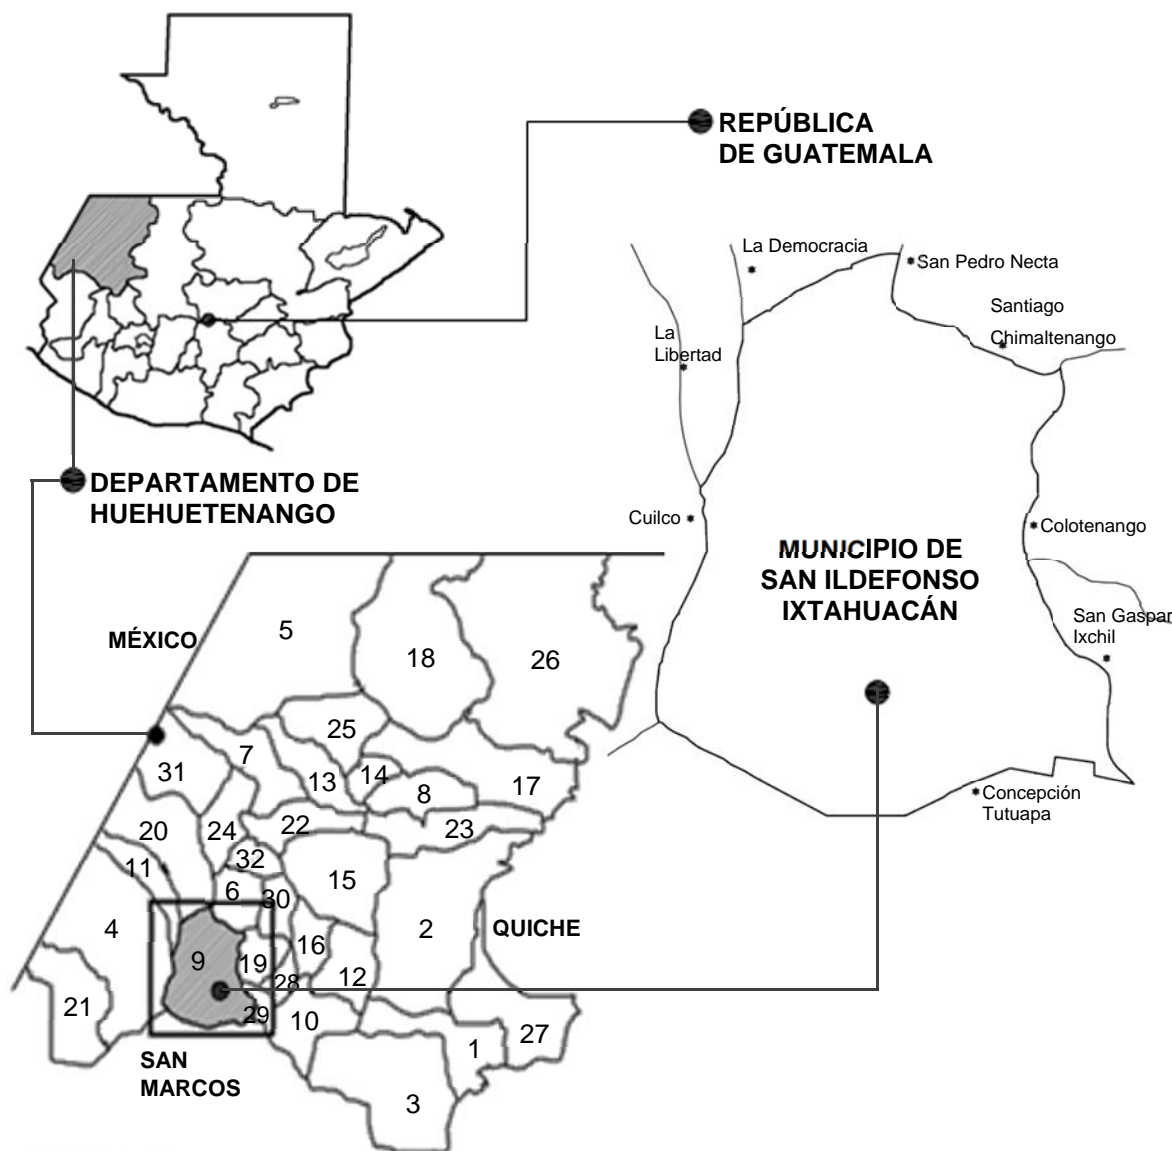 REPÚBLICA
DE GUATEMALA
La Democracia
San Pedro Necta
Santiago
Chimaltenango
La
Libertad
DEPARTAMENTO DE
HUEHUETENANGO
Cuilco
Colotenango
MUNICIPIO DE
SAN ILDEFONSO
IXTAHUACÁN
San Gaspar
Ixchil
Concepción
Tutuapa
MÉXICO
5
18
26
25
7
31
13
14
8
17
20
24
22
23
32
11
15
6
30
4
2
QUICHE
16
9
19
12
28
21
29
10
27
1
SAN
MARCOS
3